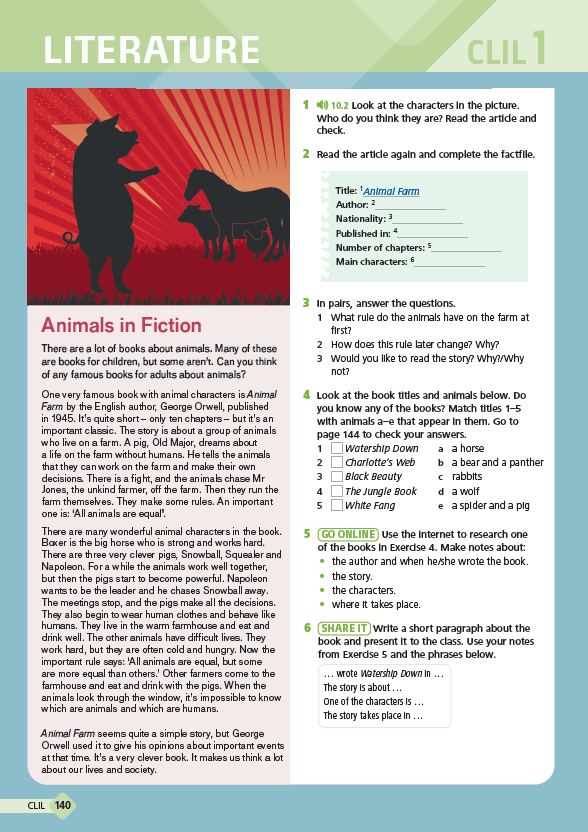 LITERATURE
CLIL 1
Animals in Fiction
There are a lot of books about animals. Many of these
are books for children, but some aren't. Can you think
of any famous books for adults about animals?
One very famous book with animal characters is Animal
Farm by the English author, George Orwell, published
in 1945. It's quite short – only ten chapters – but it's an
important classic. The story is about a group of animals
who live on a farm. A pig, Old Major, dreams about
a life on the farm without humans. He tells the animals
that they can work on the farm and make their own
decisions. There is a fight, and the animals chase Mr
Jones, the unkind farmer, off the farm. Then they run the
farm themselves. They make some rules. An important
one is: 'All animals are equal'.
There are many wonderful animal characters in the book.
Boxer is the big horse who is strong and works hard.
There are three very clever pigs, Snowball, Squealer and
Napoleon. For a while the animals work well together,
but then the pigs start to become powerful. Napoleon
wants to be the leader and he chases Snowball away.
The meetings stop, and the pigs make all the decisions.
They also begin to wear human clothes and behave like
humans. They live in the warm farmhouse and eat and
drink well. The other animals have difficult lives. They
work hard, but they are often cold and hungry. Now the
important rule says: 'All animals are equal, but some
are more equal than others.' Other farmers come to the
farmhouse and eat and drink with the pigs. When the
animals look through the window, it's impossible to know
which are animals and which are humans.
Animal Farm seems quite a simple story, but George
Orwell used it to give his opinions about important events
at that time. It's a very clever book. It makes us think a lot
about our lives and society.
1 10.2 Look at the characters in the picture.
Who do you think they are? Read the article and
check.
2 Read the article again and complete the factfile.
Title: 1 Animal Farm
Author: 2
Nationality: 3
Published in: 4
Number of chapters: 5
Main characters: 6
3 In pairs, answer the questions.
1 What rule do the animals have on the farm at
first?
2 How does this rule later change? Why?
3 Would you like to read the story? Why?/Why
not?
4 Look at the book titles and animals below. Do
you know any of the books? Match titles 1–5
with animals a–e that appear in them. Go to
page 144 to check your answers.
1 Watership Down a a horse
2 Charlotte's Web b a bear and a panther
3 Black Beauty c rabbits
4 The Jungle Book d a wolf
5 White Fang e a spider and a pig
5 GO ONLINE Use the Internet to research one
of the books in Exercise 4. Make notes about:
• the author and when he/she wrote the book.
• the story.
• the characters.
• where it takes place.
6 SHARE IT Write a short paragraph about the
book and present it to the class. Use your notes
from Exercise 5 and the phrases below.
… wrote Watership Down in …
The story is about …
One of the characters is …
The story takes place in …
CLIL 140